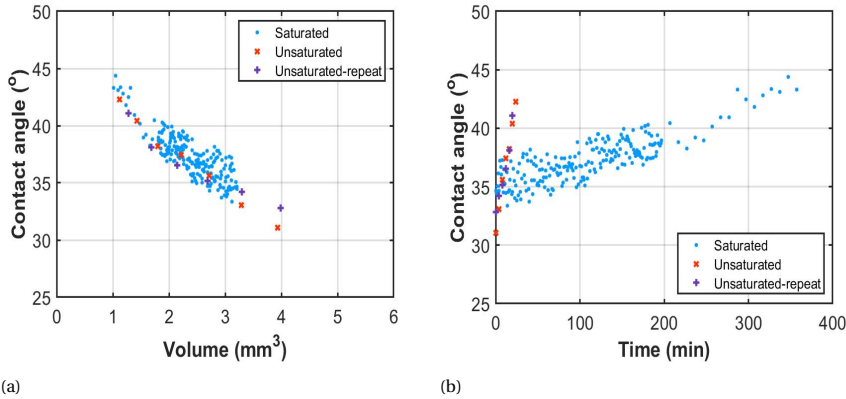 50
45
40
35
30
25
Contact angle (°)
0 1 2 3 4 5 6
Volume (mm³)
Saturated
Unsaturated
Unsaturated-repeat
(a)
50
45
40
35
30
25
Contact angle (°)
0 100 200 300 400
Time (min)
Saturated
Unsaturated
Unsaturated-repeat
(b)